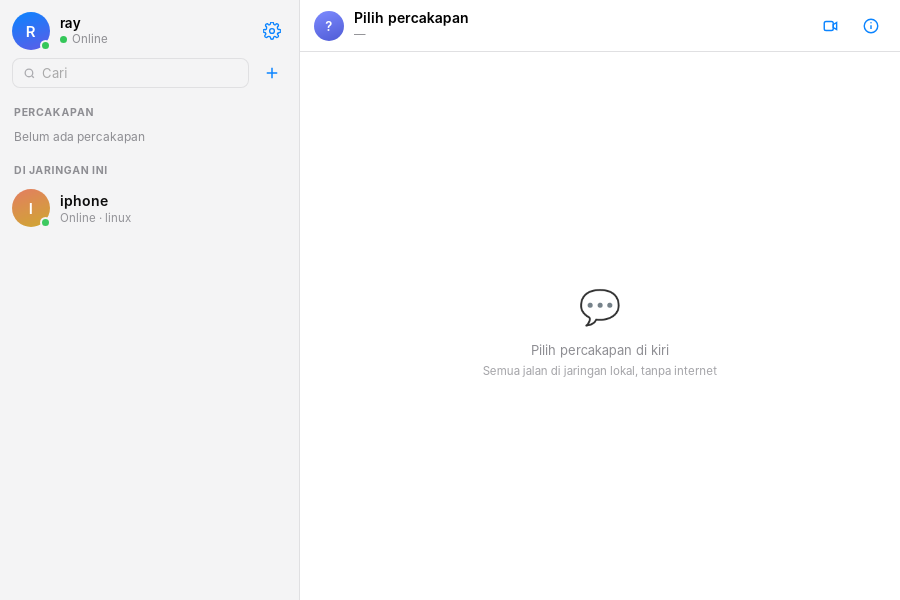 R
ray
Online
Cari
PERCAKAPAN
Belum ada percakapan
DI JARINGAN INI
I
iphone
Online · linux
?
Pilih percakapan
—
Pilih percakapan di kiri
Semua jalan di jaringan lokal, tanpa internet